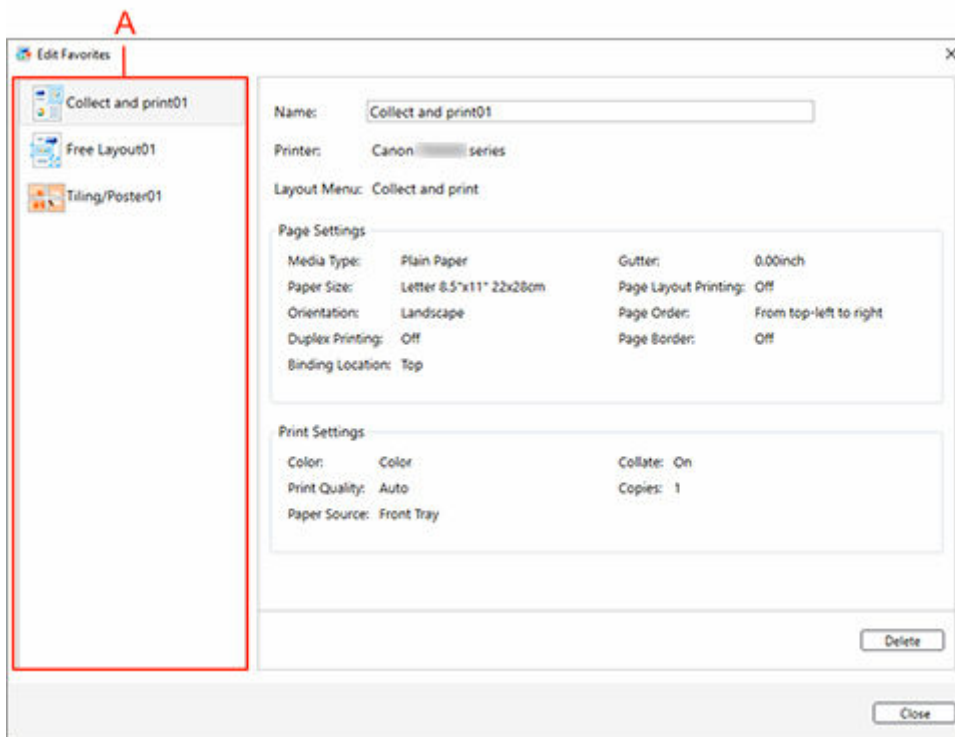 A
Edit Favorites
Collect and print01
Free Layout01
Tiling/Poster01
Name: Collect and print01
Printer: Canon series
Layout Menu: Collect and print
Page Settings
Media Type: Plain Paper Gutter: 0.00inch
Paper Size: Letter 8.5"x11" 22x28cm Page Layout Printing: Off
Orientation: Landscape Page Order: From top-left to right
Duplex Printing: Off Page Border: Off
Binding Location: Top
Print Settings
Color: Color Collate: On
Print Quality: Auto Copies: 1
Paper Source: Front Tray
Delete
Close